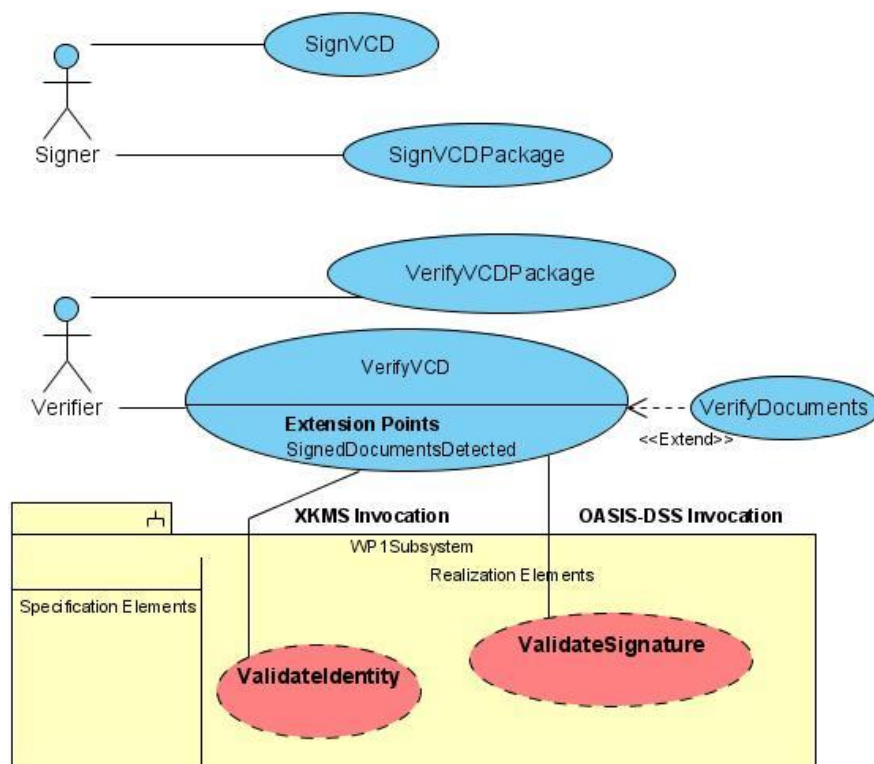 SignVCD
Signer
SignVCDPackage
VerifyVCDPackage
VerifyVCD
Verifier
Extension Points
SignedDocumentsDetected
VerifyDocuments
<<Extend>>
XKMS Invocation
OASIS-DSS Invocation
WP1Subsystem
Realization Elements
Specification Elements
ValidateIdentity
ValidateSignature